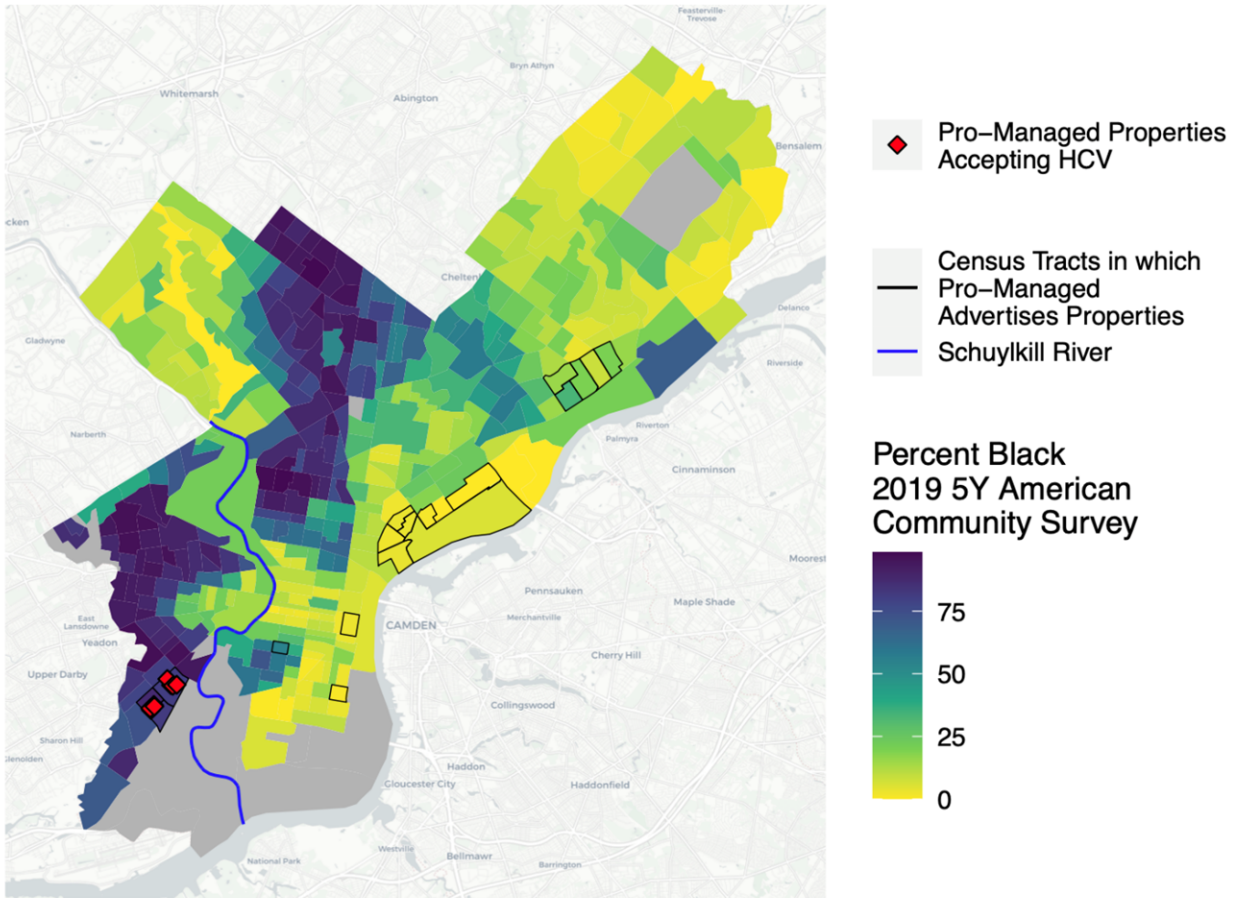 Feasterville-
Trevose
Bryn Athyn
Whitemarsh
Abington
Bensalem
cken
Cheltenh
Delanco
Gladwyne
Riverside
Narberth
Riverton
Palmyra
Cinnaminson
Mooresto
Pennsauken
East
Lansdowne
Maple Shade
Merchantville
CAMDEN
Yeadon
Cherry Hill
Upper Darby
Collingswood
Sharon Hill
Glenolden
Haddon
Gloucester City
Haddonfield
Westville
National Park
Bellmawr
Barrington
Pro-Managed Properties
Accepting HCV
Census Tracts in which
Pro-Managed
Advertises Properties
Schuylkill River
Percent Black
2019 5Y American
Community Survey
75
50
25
0